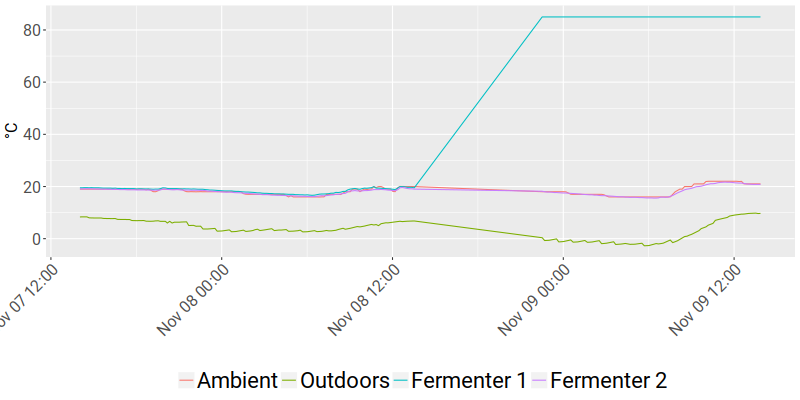 80
60
40
20
0
°C
07 12:00
Nov 08 00:00
Nov 08 12:00
Nov 09 00:00
Nov 09 12:00
Ambient Outdoors Fermenter 1 Fermenter 2